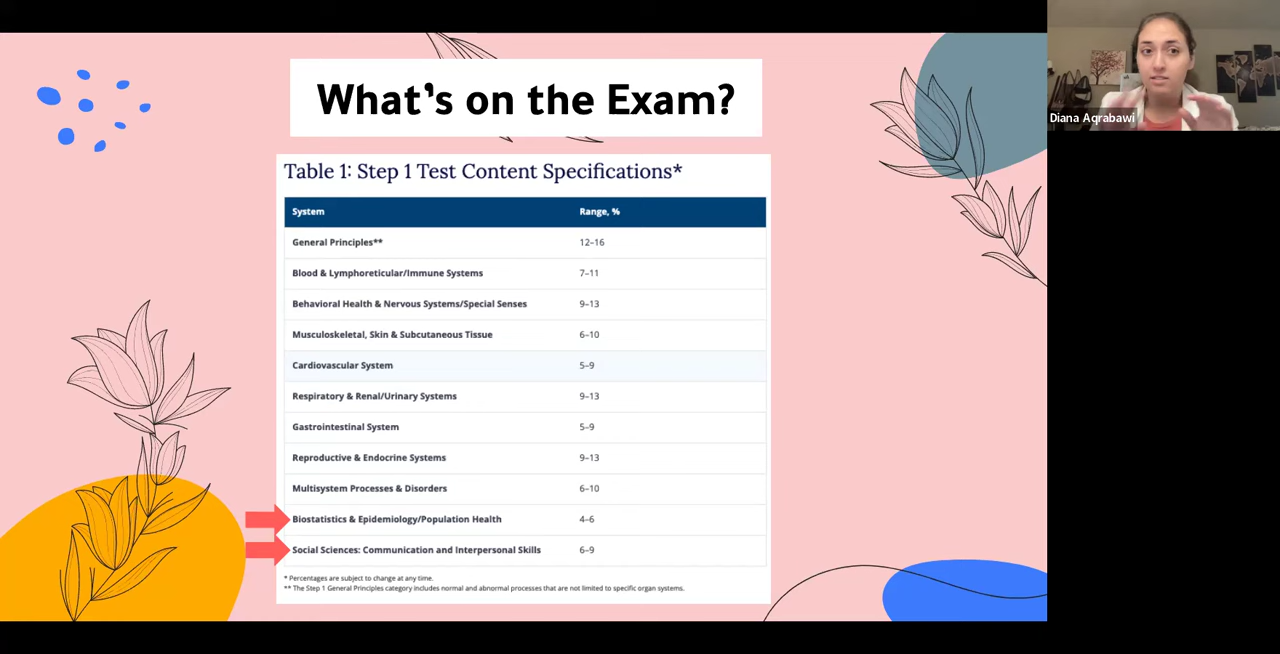 What's on the Exam?
Diana Aqrabawi
Table 1: Step 1 Test Content Specifications*
System Range, %
General Principles** 12–16
Blood & Lymphoreticular/Immune Systems 7–11
Behavioral Health & Nervous Systems/Special Senses 9–13
Musculoskeletal, Skin & Subcutaneous Tissue 6–10
Cardiovascular System 5–9
Respiratory & Renal/Urinary Systems 9–13
Gastrointestinal System 5–9
Reproductive & Endocrine Systems 9–13
Multisystem Processes & Disorders 6–10
Biostatistics & Epidemiology/Population Health 4–6
Social Sciences: Communication and Interpersonal Skills 6–9
* Percentages are subject to change at any time.
** The Step 1 General Principles category includes normal and abnormal processes that are not limited to specific organ systems.